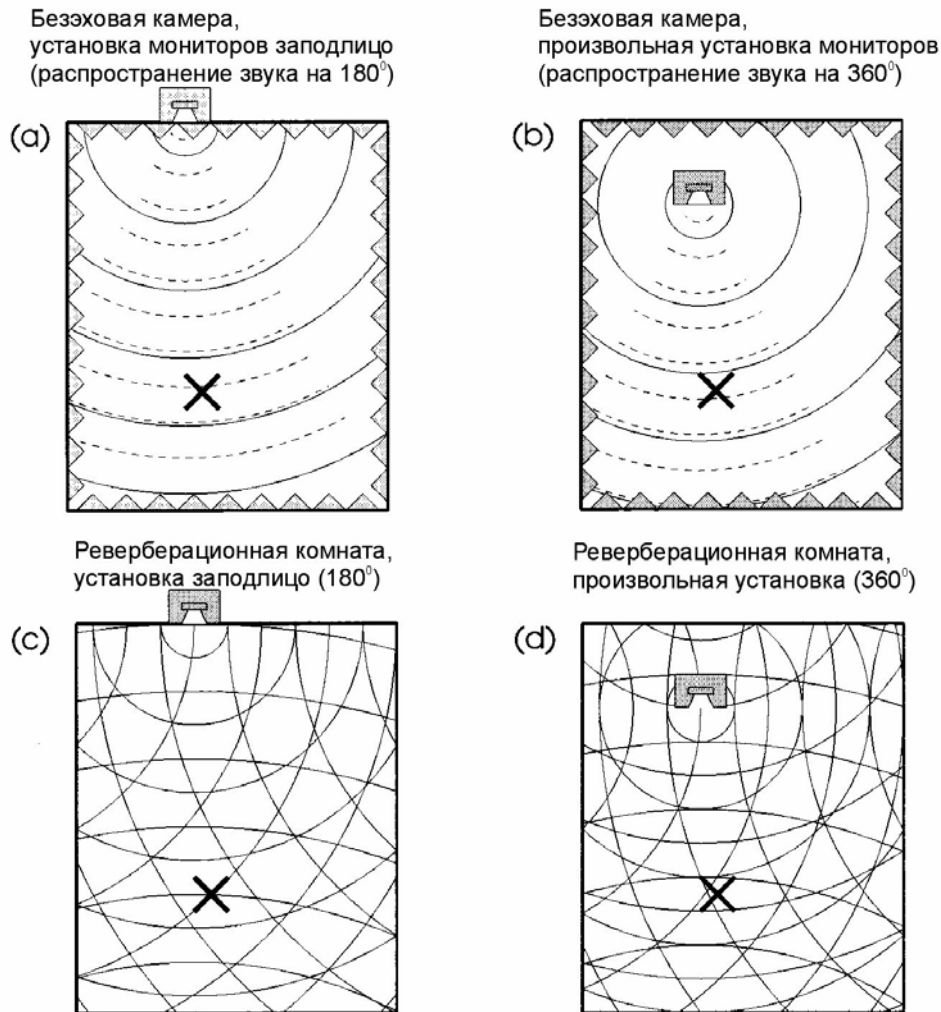 Безэховая камера,
установка мониторов заподлицо
(распространение звука на 180⁰)
(a)
Безэховая камера,
произвольная установка мониторов
(распространение звука на 360⁰)
(b)
Реверберационная комната,
установка заподлицо (180⁰)
(c)
Реверберационная комната,
произвольная установка (360⁰)
(d)